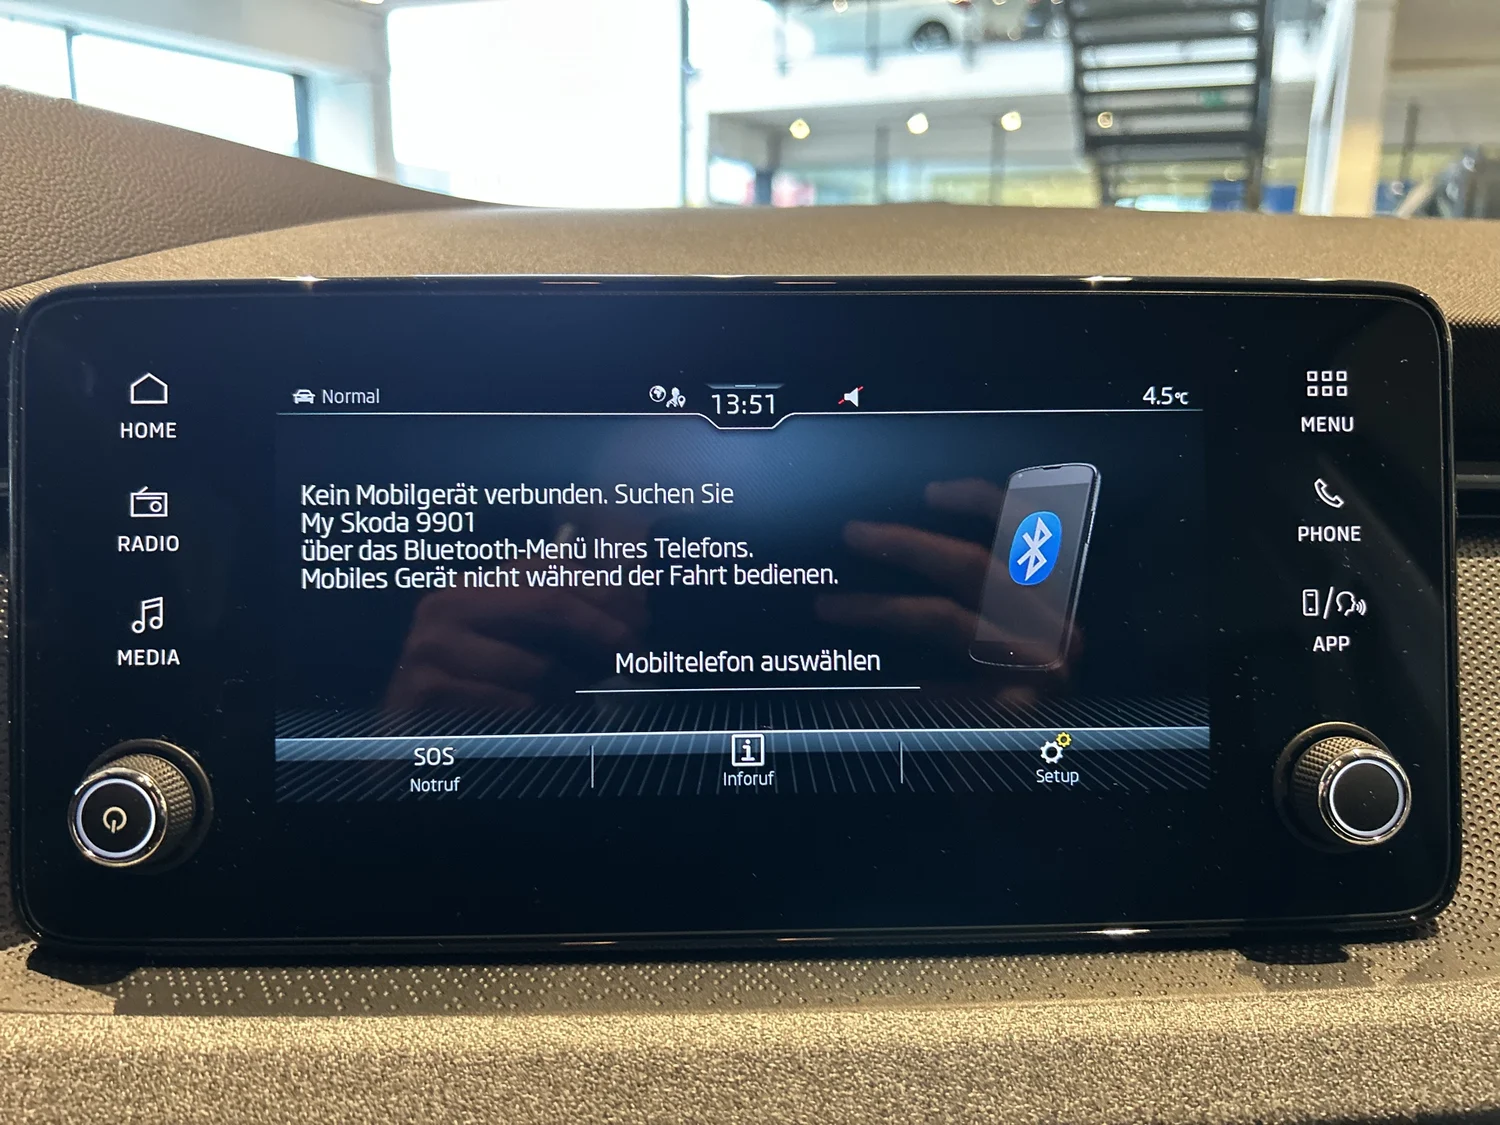 Normal
13:51
4.5°C
HOME
RADIO
MEDIA
MENU
PHONE
APP
Kein Mobilgerät verbunden. Suchen Sie
My Skoda 9901
über das Bluetooth-Menü Ihres Telefons.
Mobiles Gerät nicht während der Fahrt bedienen.
Mobiltelefon auswählen
SOS
Notruf
Inforuf
Setup